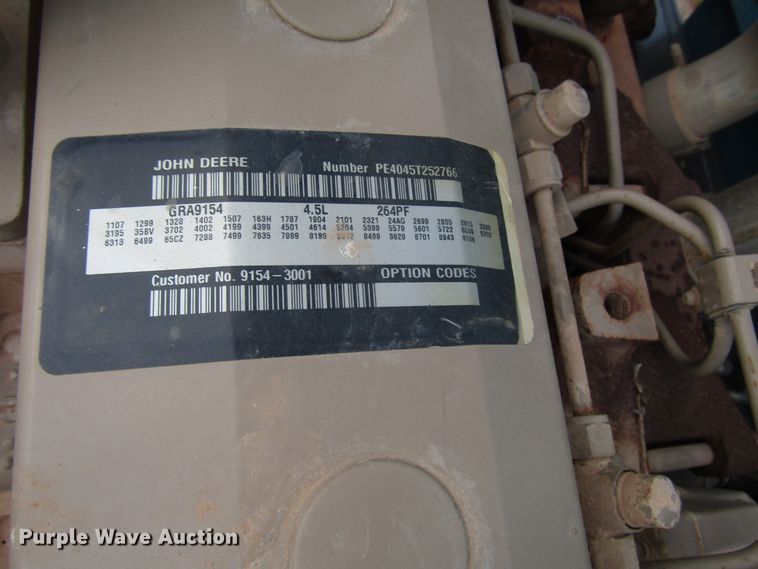 JOHN DEERE Number PE4045T252766
GRA9154 4.5L 264PF
1107 1299 1328 1402 1507 163H 1787 1904 2101 2321 24AG 2699 2805 2915
3195 35BV 3702 4002 4199 4399 4501 4614 5204 5399 5579 5601 5722
6313 6499 65CZ 7288 7499 7635 7899 8199 8499 8628 8701 8843
Customer No. 9154-3001 OPTION CODES
Purple Wave Auction